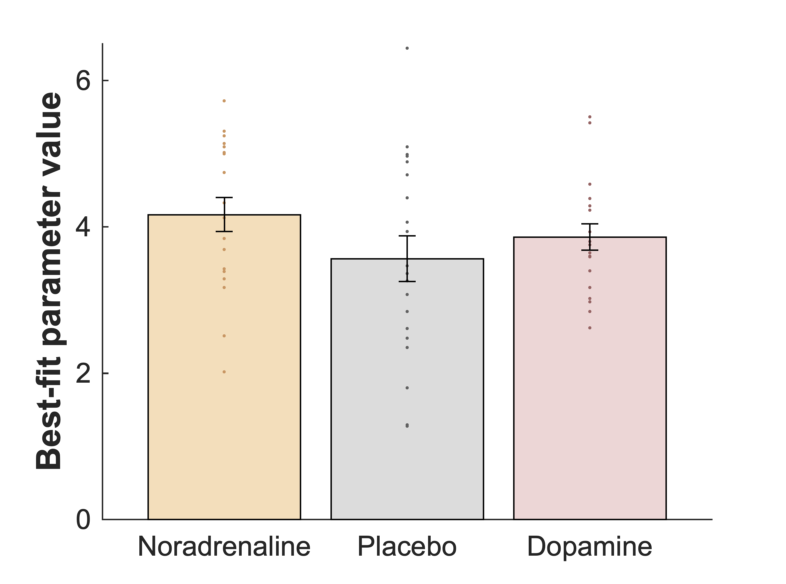 Best-fit parameter value
6
4
2
0
Noradrenaline
Placebo
Dopamine